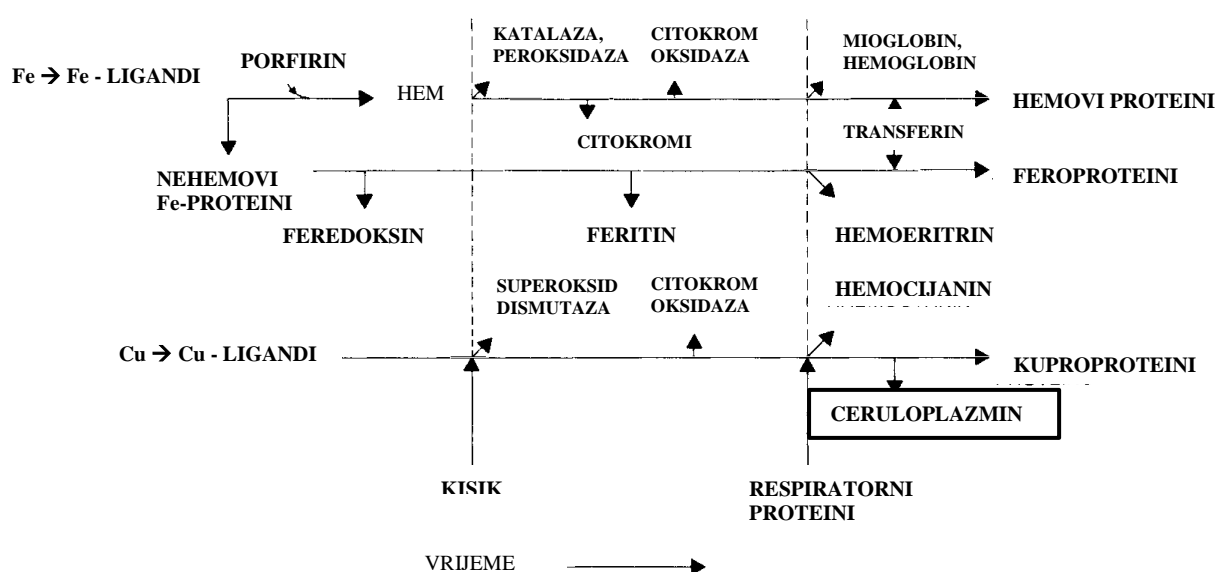 KATALAZA,
PEROKSIDAZA
CITOKROM
OKSIDAZA
MIOGLOBIN,
HEMOGLOBIN
Fe → Fe - LIGANDI
PORFIRIN
HEM
HEMOVI PROTEINI
CITOKROMI
TRANSFERIN
NEHEMOVI
Fe-PROTEINI
FEROPROTEINI
FEREDOKSIN
FERITIN
HEMOERITRIN
SUPEROKSID
DISMUTAZA
CITOKROM
OKSIDAZA
HEMOCIJANIN
Cu → Cu - LIGANDI
KUPROPROTEINI
CERULOPLAZMIN
KISIK
RESPIRATORNI
PROTEINI
VRIJEME